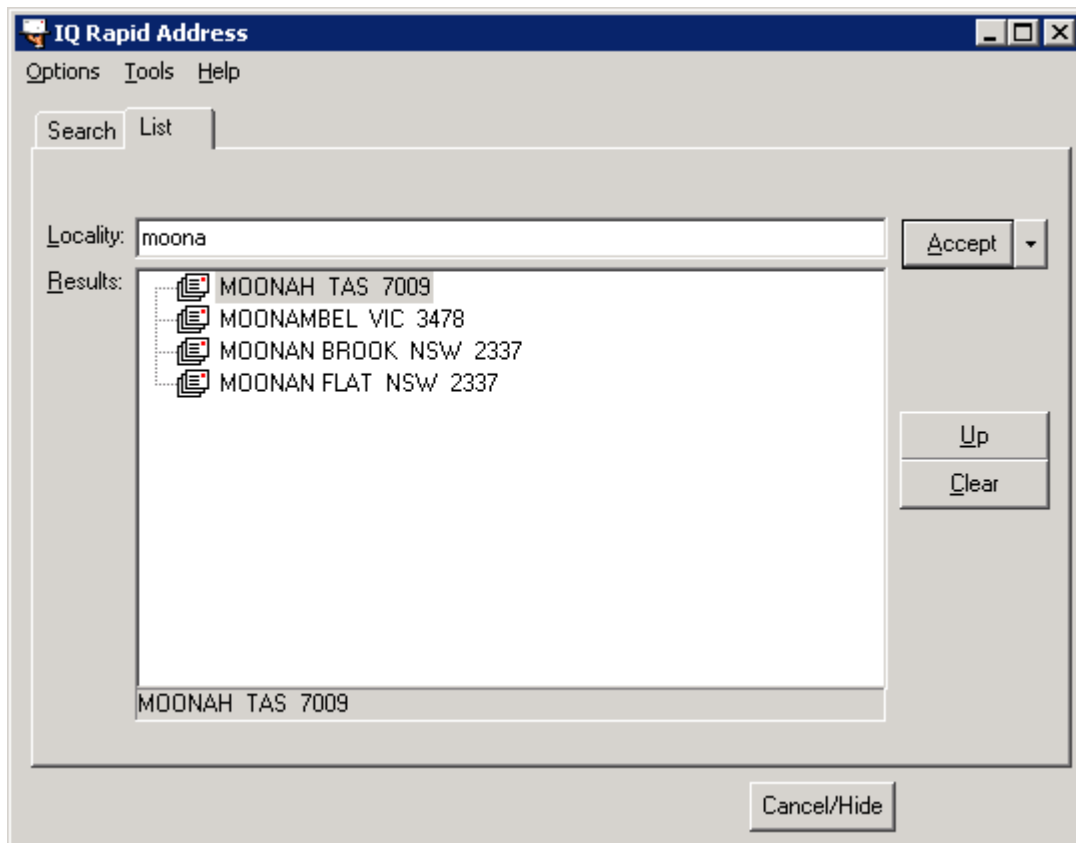 IQ Rapid Address
Options Tools Help
Search List
Locality: moona Accept
Results: MOONAH TAS 7009
MOONAMBEL VIC 3478
MOONAN BROOK NSW 2337
MOONAN FLAT NSW 2337
Up
Clear
MOONAH TAS 7009
Cancel/Hide